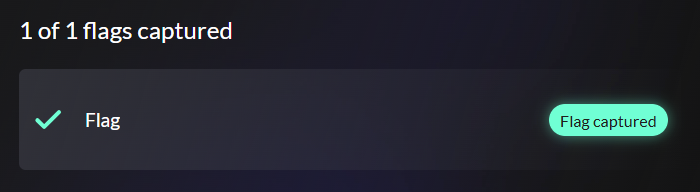 1 of 1 flags captured
Flag
Flag captured